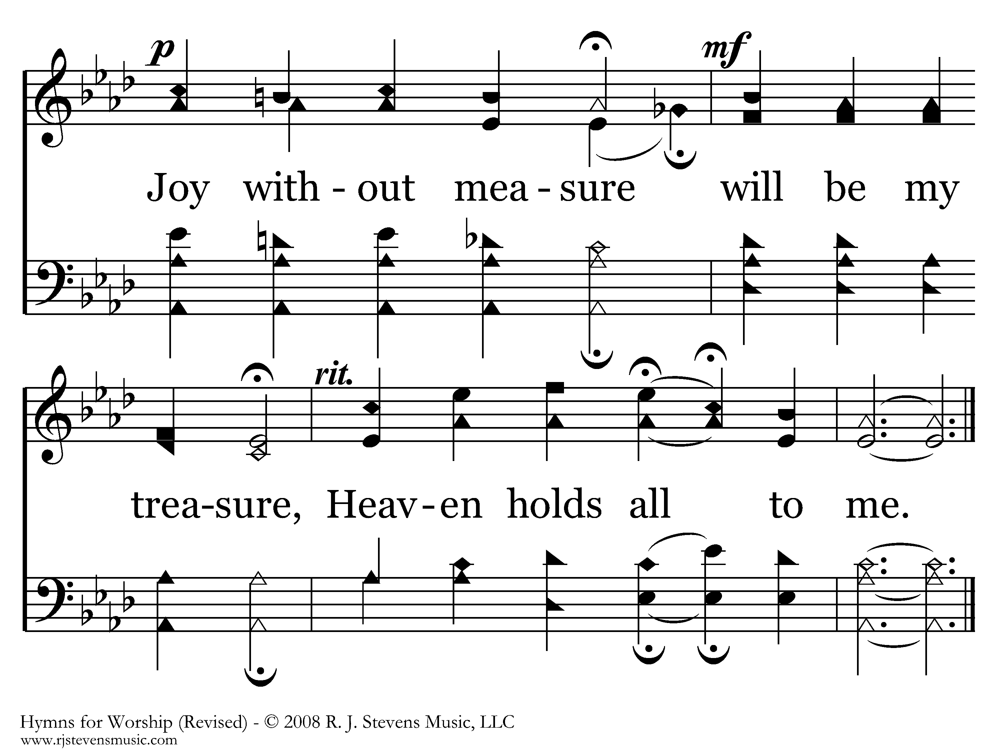 p mf
Joy with - out mea - sure will be my
rit.
trea-sure, Heav - en holds all to me.
Hymns for Worship (Revised) - © 2008 R. J. Stevens Music, LLC
www.rjstevensmusic.com